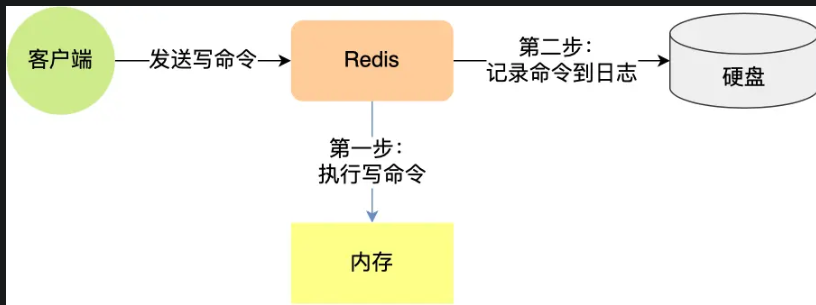 客户端
发送写命令
Redis
第二步：
记录命令到日志
硬盘
第一步：
执行写命令
内存